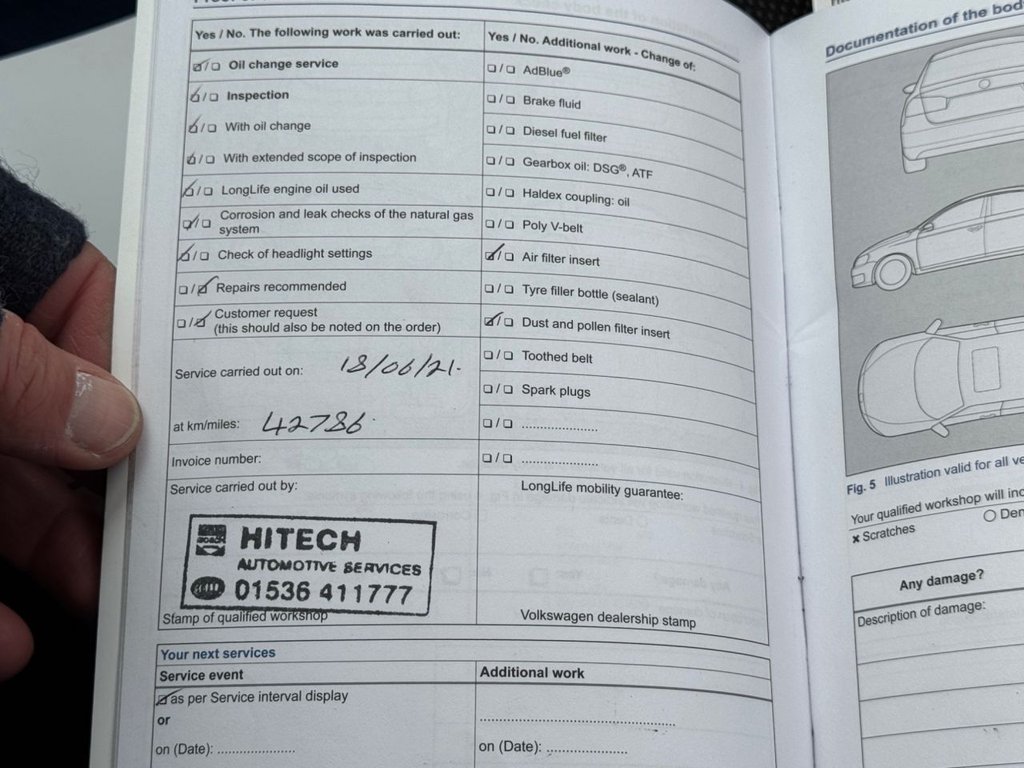 Yes / No. The following work was carried out:
Oil change service
Inspection
With oil change
With extended scope of inspection
LongLife engine oil used
Corrosion and leak checks of the natural gas
system
Check of headlight settings
Repairs recommended
Customer request
(this should also be noted on the order)
Service carried out on: 18/06/21.
at km/miles: 42786
Invoice number:
Service carried out by:
HITECH
AUTOMOTIVE SERVICES
01536 411777
Stamp of qualified workshop
Yes / No. Additional work - Change of:
AdBlue®
Brake fluid
Diesel fuel filter
Gearbox oil: DSG®, ATF
Haldex coupling: oil
Poly V-belt
Air filter insert
Tyre filler bottle (sealant)
Dust and pollen filter insert
Toothed belt
Spark plugs
LongLife mobility guarantee:
Volkswagen dealership stamp
Your next services
Service event
as per Service interval display
or
on (Date): ....................
Additional work
on (Date): ....................
Documentation of the
Fig. 5 Illustration valid for all
Your qualified workshop will
× Scratches
Any damage?
Description of damage: